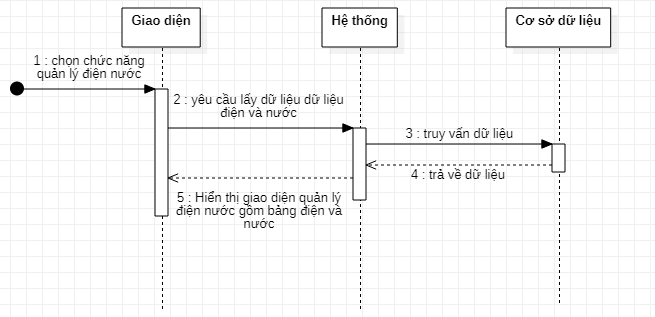 Giao diện
Hệ thống
Cơ sở dữ liệu
1 : chọn chức năng
quản lý điện nước
2 : yêu cầu lấy dữ liệu dữ liệu
điện và nước
3 : truy vấn dữ liệu
4 : trả về dữ liệu
5 : Hiển thị giao diện quản lý
điện nước gồm bảng điện và
nước